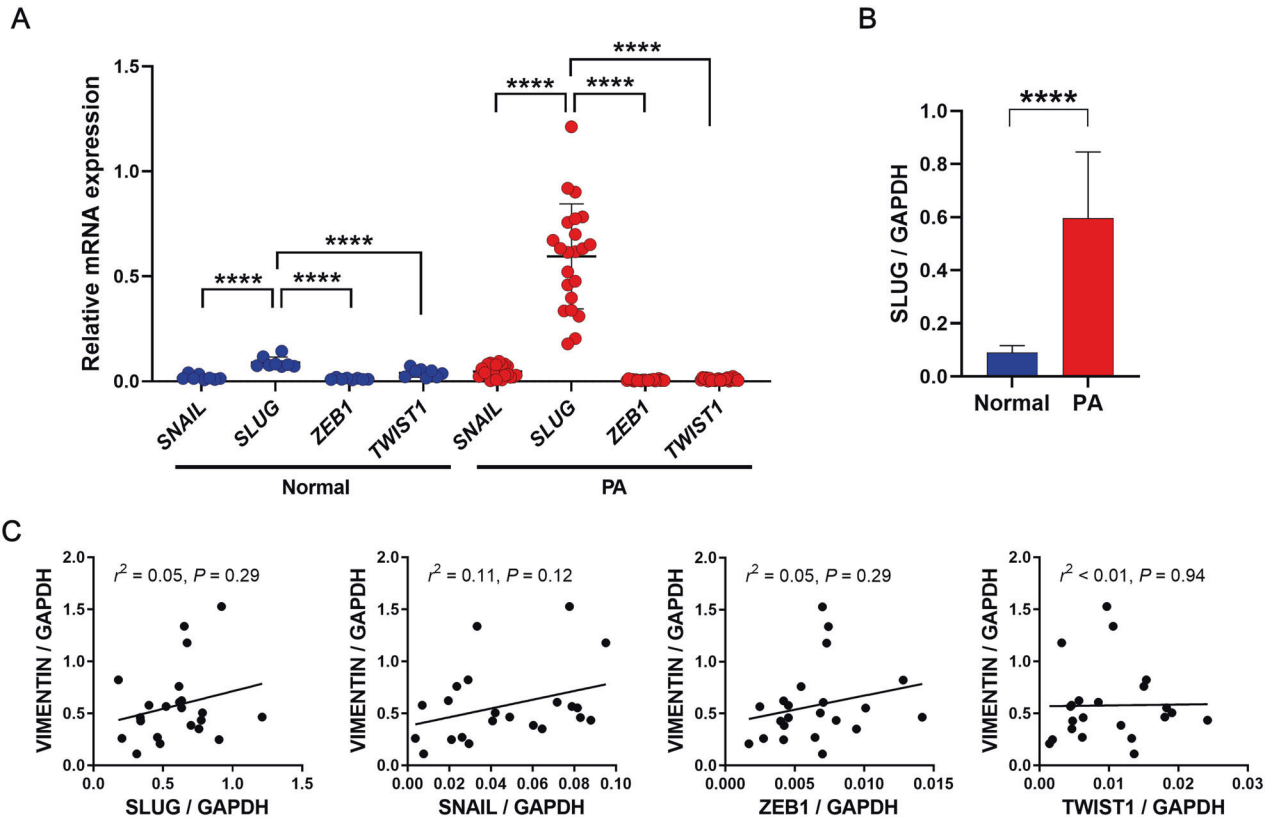 A
B
Relative mRNA expression
1.5
1.0
0.5
0.0
**** **** ****
**** **** ****
SNAIL SLUG ZEB1 TWIST1 SNAIL SLUG ZEB1 TWIST1
Normal PA
SLUG / GAPDH
1.0
0.8
0.6
0.4
0.2
0.0
****
Normal PA
C
VIMENTIN / GAPDH
2.0
1.5
1.0
0.5
0.0
r² = 0.05, P = 0.29
0.0 0.5 1.0 1.5
SLUG / GAPDH
VIMENTIN / GAPDH
2.0
1.5
1.0
0.5
0.0
r² = 0.11, P = 0.12
0.00 0.05 0.10
SNAIL / GAPDH
VIMENTIN / GAPDH
2.0
1.5
1.0
0.5
0.0
r² = 0.05, P = 0.29
0.000 0.005 0.010 0.015
ZEB1 / GAPDH
VIMENTIN / GAPDH
2.0
1.5
1.0
0.5
0.0
r² < 0.01, P = 0.94
0.00 0.01 0.02 0.03
TWIST1 / GAPDH